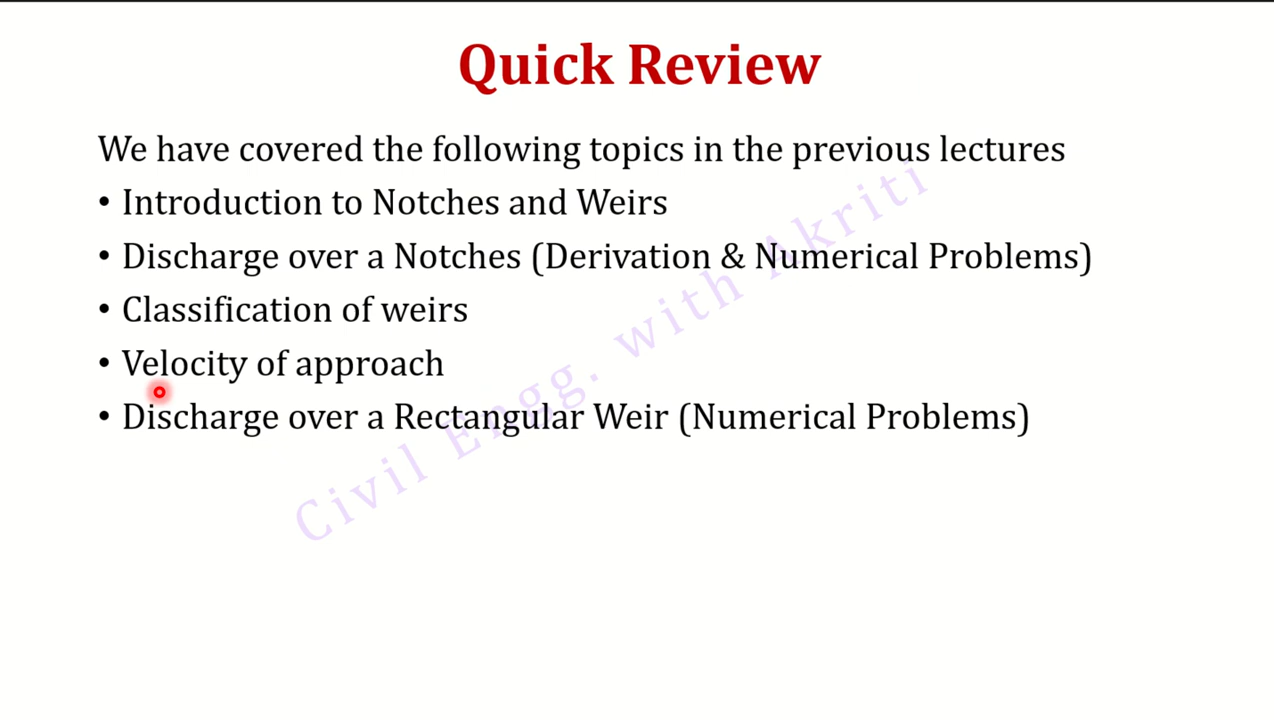 Quick Review
We have covered the following topics in the previous lectures
• Introduction to Notches and Weirs
• Discharge over a Notches (Derivation & Numerical Problems)
• Classification of weirs
• Velocity of approach
• Discharge over a Rectangular Weir (Numerical Problems)
Civil Engg. with Akriti